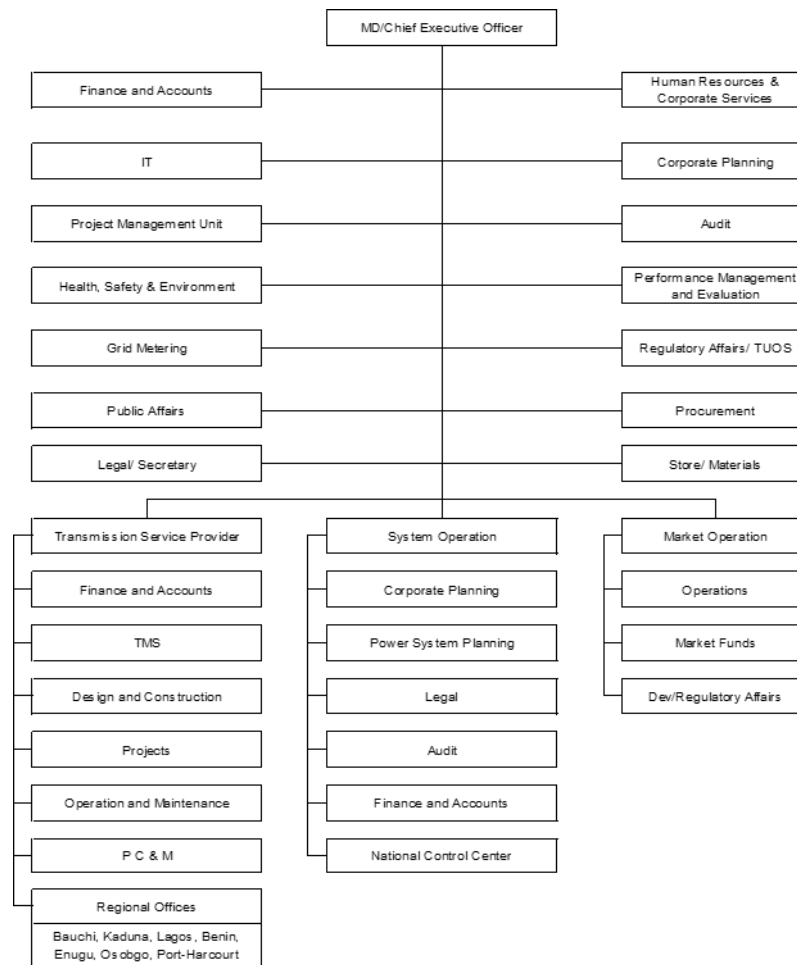 MD/Chief Executive Officer
Finance and Accounts
Human Resources &
Corporate Services
IT
Corporate Planning
Project Management Unit
Audit
Health, Safety & Environment
Performance Management
and Evaluation
Grid Metering
Regulatory Affairs/ TUOS
Public Affairs
Procurement
Legal/ Secretary
Store/ Materials
Transmission Service Provider
System Operation
Market Operation
Finance and Accounts
Corporate Planning
Operations
TMS
Power System Planning
Market Funds
Design and Construction
Legal
Dev/Regulatory Affairs
Projects
Audit
Operation and Maintenance
Finance and Accounts
P C & M
National Control Center
Regional Offices
Bauchi, Kaduna, Lagos, Benin,
Enugu, Osobgo, Port-Harcourt